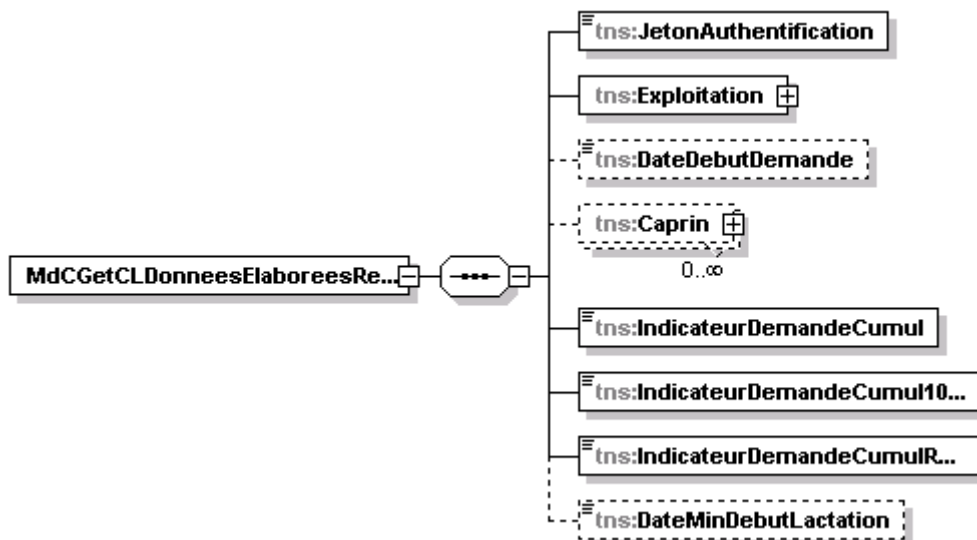 tns:JetonAuthentification
tns:Exploitation
tns:DateDebutDemande
tns:Caprin
0..∞
MdCGetCLDonneesElaboreesRe...
tns:IndicateurDemandeCumul
tns:IndicateurDemandeCumul10...
tns:IndicateurDemandeCumulR...
tns:DateMinDebutLactation